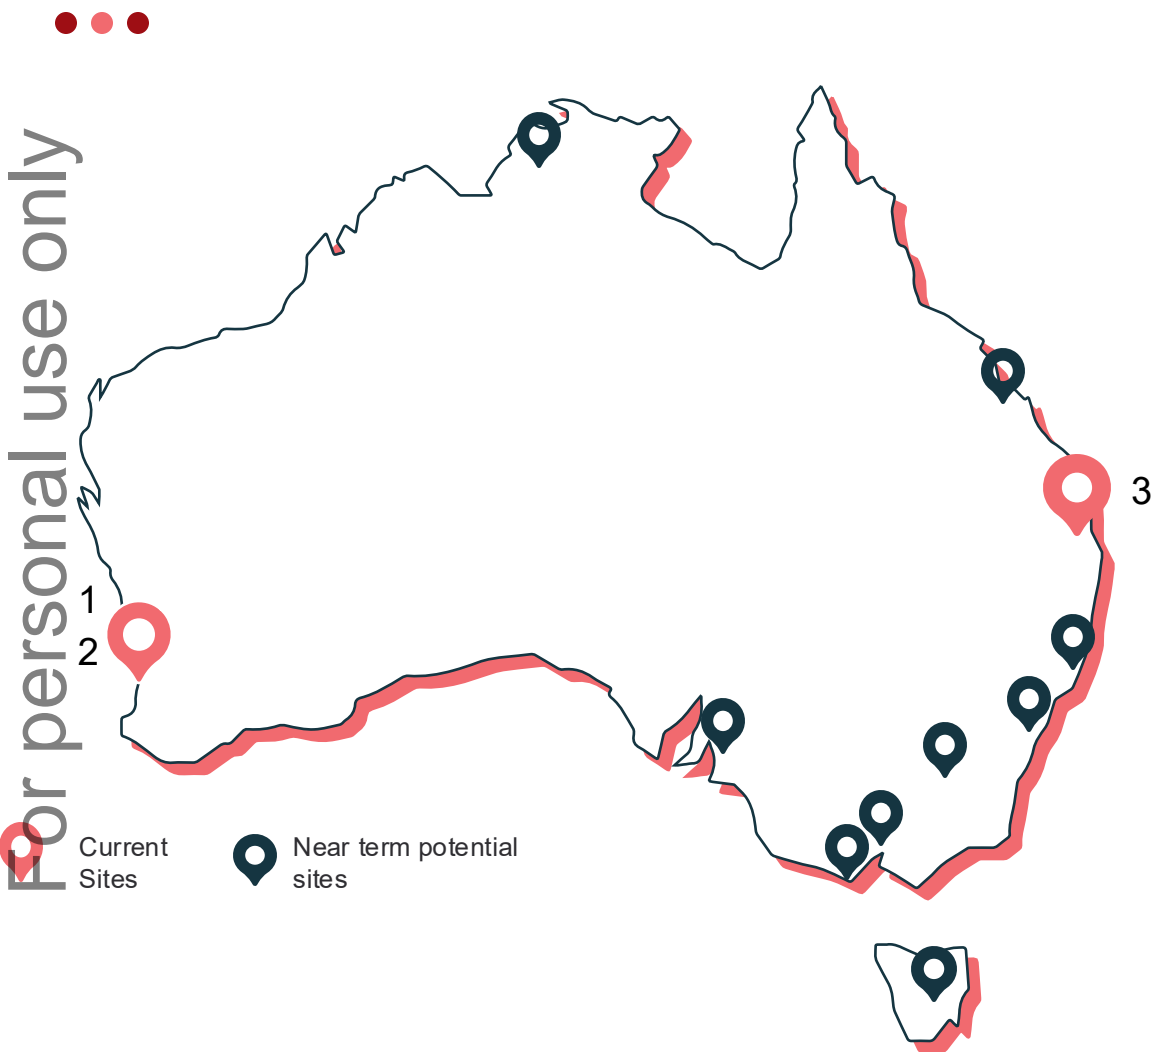 For personal use only
3
1
2
Current
Sites
Near term potential
sites